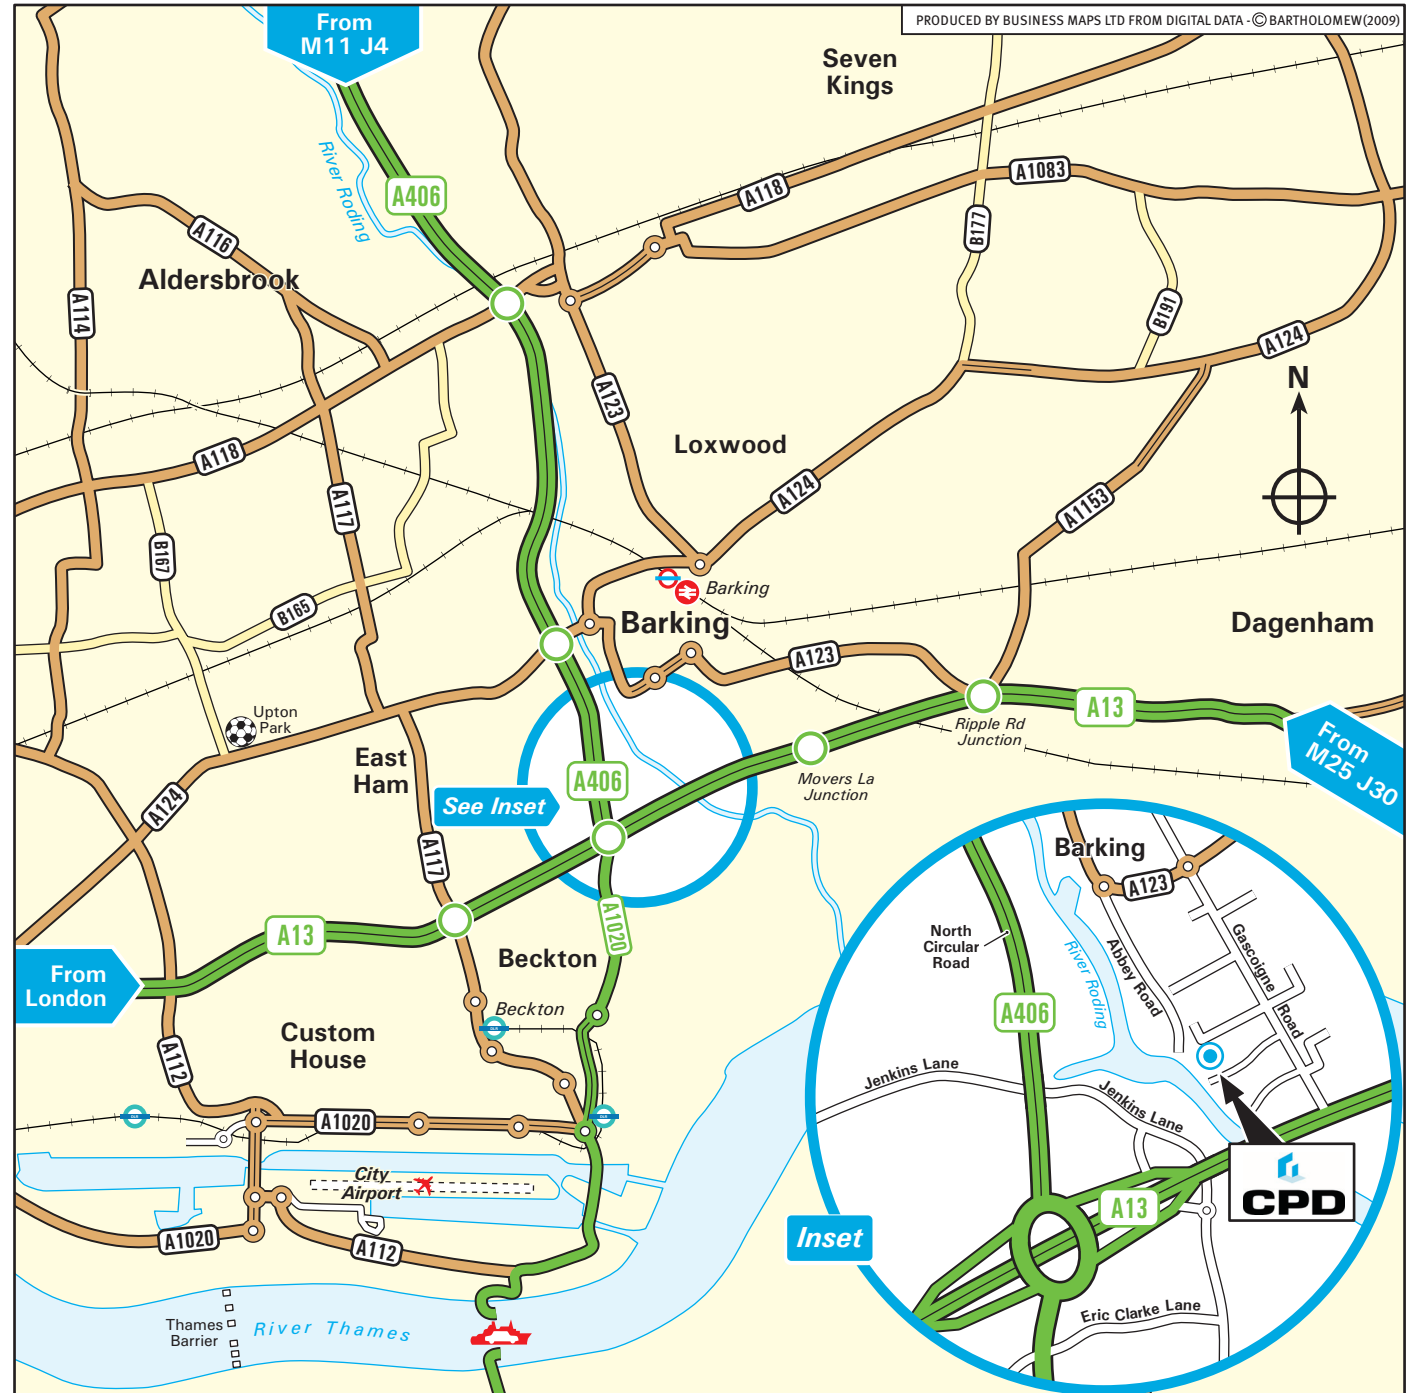 PRODUCED BY BUSINESS MAPS LTD FROM DIGITAL DATA - © BARTHOLOMEW(2009)
From
M11 J4
Seven
Kings
River Roding
A406
A118
A1083
B177
A116
Aldersbrook
A114
B191
A124
N
A123
Loxwood
A118
A117
A124
A1153
B167
B165
Barking
Barking
Dagenham
A123
Upton
Park
A13
Ripple Rd
Junction
From
M25 J30
East
Ham
A406
Movers La
Junction
See Inset
A124
A117
A13
A1020
Beckton
From
London
Beckton
Custom
House
A112
A1020
City
Airport
A1020
A112
Thames
Barrier
River Thames
Barking
A123
North
Circular
Road
River Roding
Abbey Road
Gascoigne
Road
A406
Jenkins Lane
Jenkins Lane
CPD
A13
Inset
Eric Clarke Lane